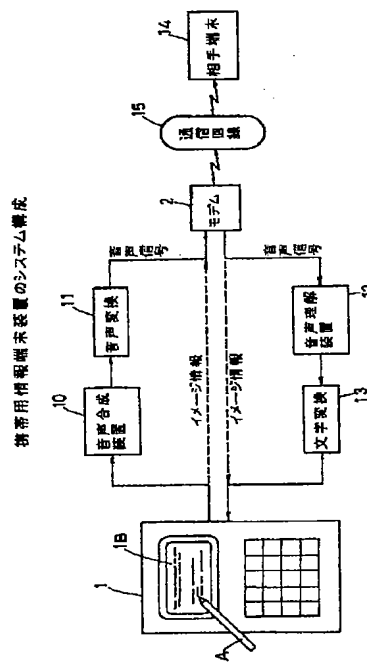 携帯用情報端末装置のシステム構成
10
音声合成
装置
11
音声変換
音声信号
1
1B
A
イメージ情報
イメージ情報
2
モデム
15
通信回線
14
相手端末
音声信号
12
音声理解
装置
13
文字変換